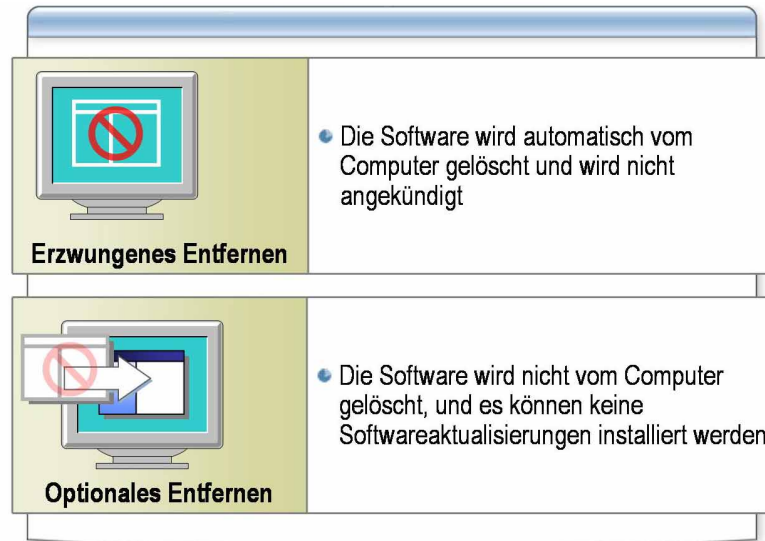 Die Software wird automatisch vom
Computer gelöscht und wird nicht
angekündigt
Erzwungenes Entfernen
Die Software wird nicht vom Computer
gelöscht, und es können keine
Softwareaktualisierungen installiert werden
Optionales Entfernen